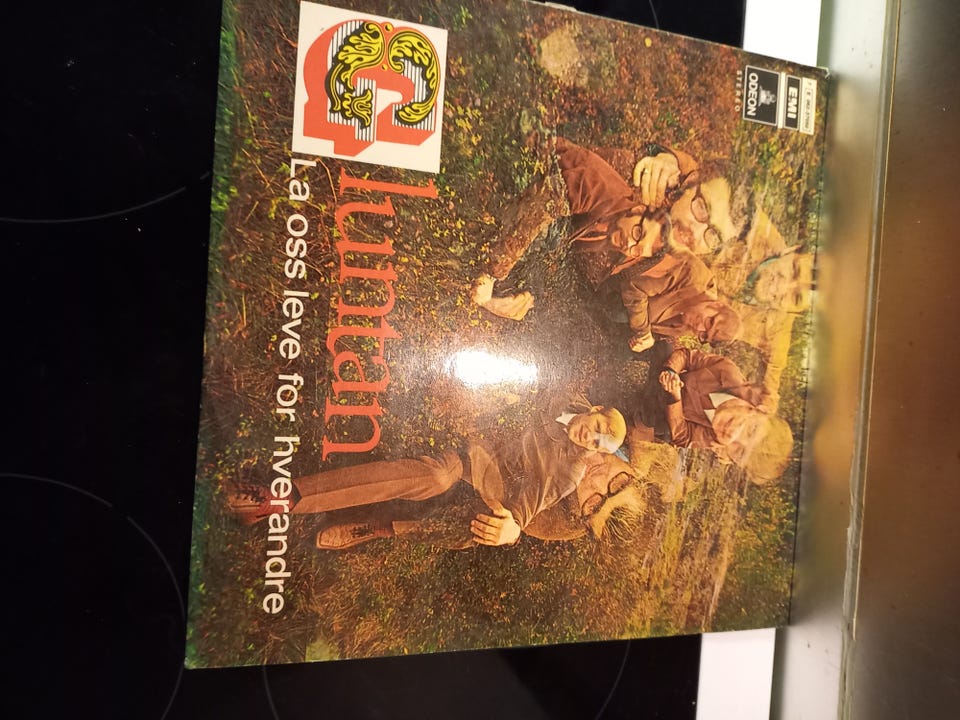 Gluntan
La oss leve for hverandre
EMI
ODEON
STEREO